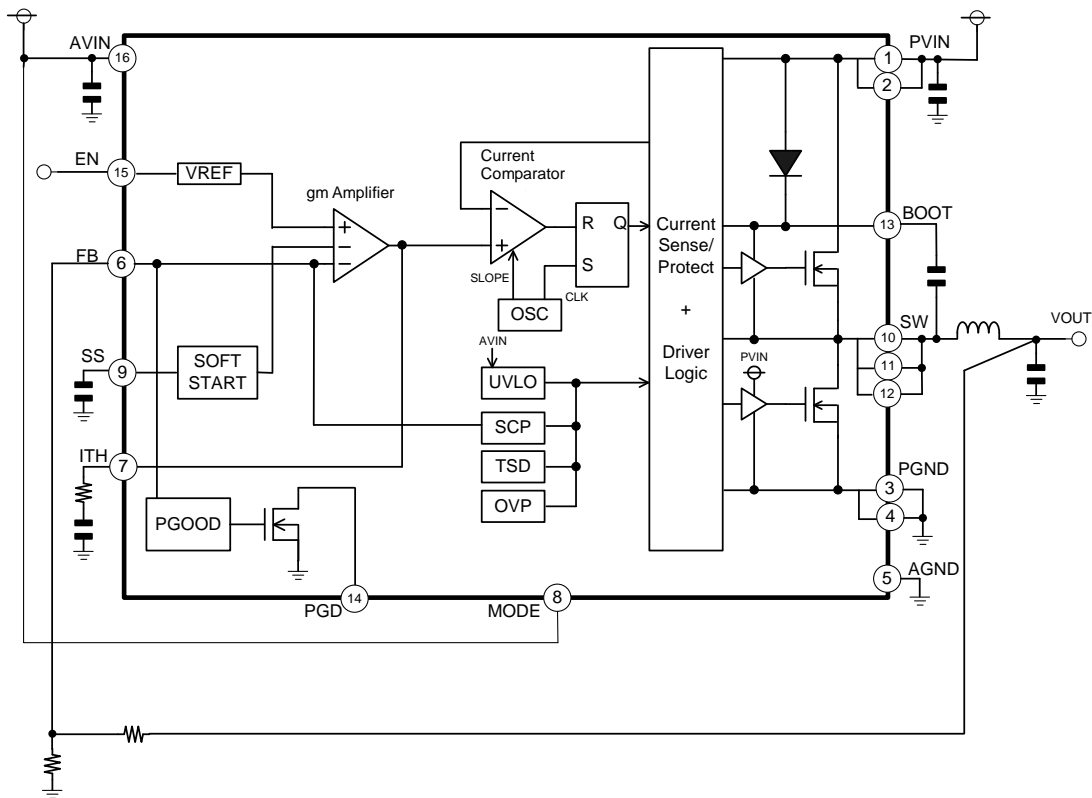 AVIN
16
PVIN
1
2
EN
15
VREF
gm Amplifier
+
−
−
Current
Comparator
−
+
SLOPE
OSC
CLK
R
Q
S
Current
Sense/
Protect
+
Driver
Logic
BOOT
13
FB
6
SS
9
SOFT
START
AVIN
UVLO
SCP
TSD
OVP
PVIN
SW
10
11
12
VOUT
ITH
7
PGOOD
PGND
3
4
AGND
5
PGD
14
MODE
8